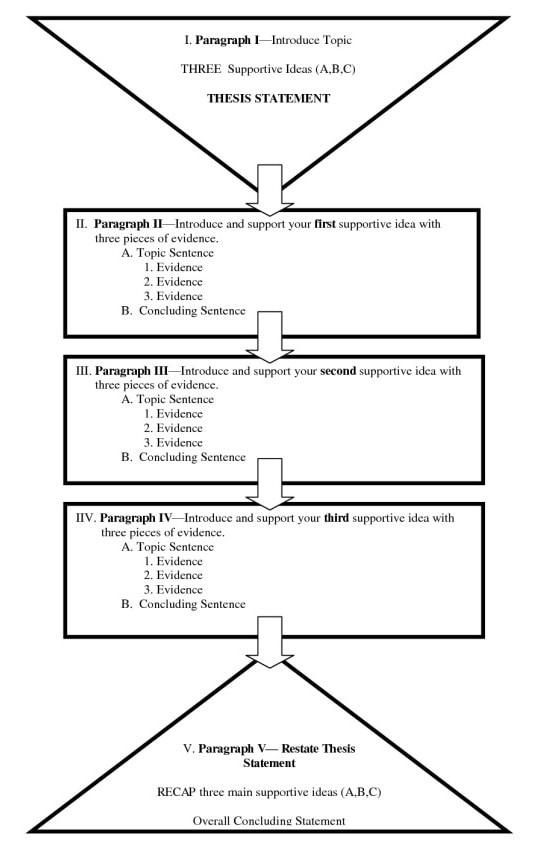 I. Paragraph I—Introduce Topic
THREE Supportive Ideas (A,B,C)
THESIS STATEMENT
II. Paragraph II—Introduce and support your first supportive idea with
three pieces of evidence.
A. Topic Sentence
1. Evidence
2. Evidence
3. Evidence
B. Concluding Sentence
III. Paragraph III—Introduce and support your second supportive idea with
three pieces of evidence.
A. Topic Sentence
1. Evidence
2. Evidence
3. Evidence
B. Concluding Sentence
IIV. Paragraph IV—Introduce and support your third supportive idea with
three pieces of evidence.
A. Topic Sentence
1. Evidence
2. Evidence
3. Evidence
B. Concluding Sentence
V. Paragraph V— Restate Thesis
Statement
RECAP three main supportive ideas (A,B,C)
Overall Concluding Statement